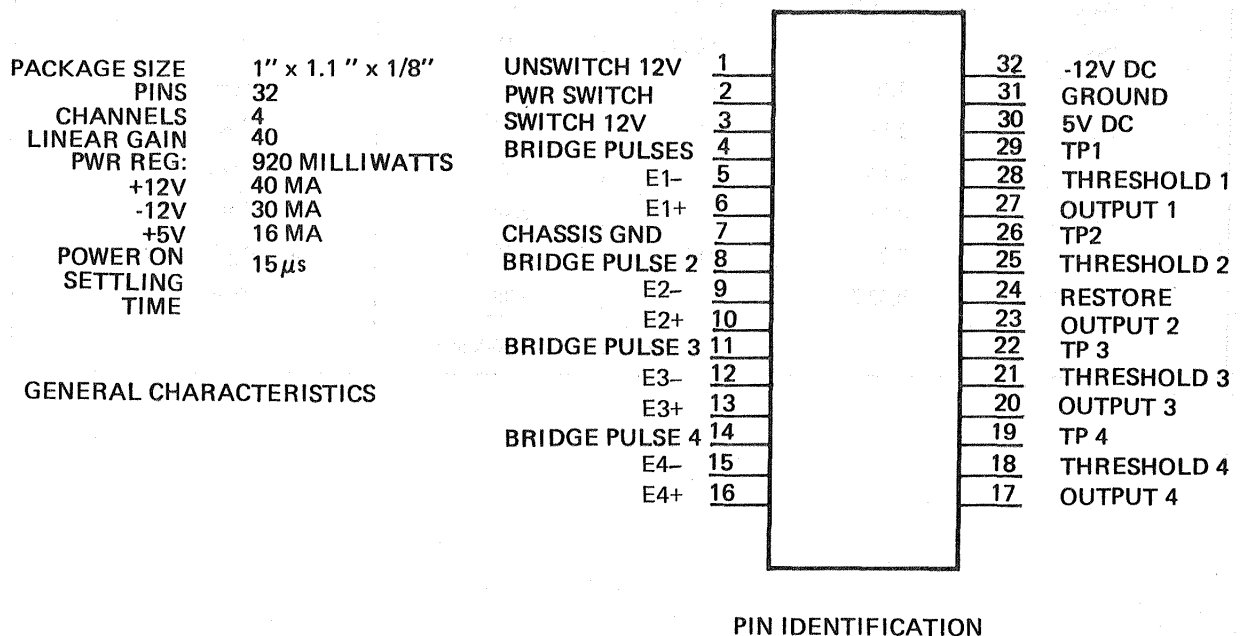 PACKAGE SIZE 1" x 1.1 " x 1/8"
PINS 32
CHANNELS 4
LINEAR GAIN 40
PWR REG: 920 MILLIWATTS
+12V 40 MA
-12V 30 MA
+5V 16 MA
POWER ON 15μs
SETTLING
TIME
GENERAL CHARACTERISTICS
UNSWITCH 12V 1
PWR SWITCH 2
SWITCH 12V 3
BRIDGE PULSES 4
E1– 5
E1+ 6
CHASSIS GND 7
BRIDGE PULSE 2 8
E2– 9
E2+ 10
BRIDGE PULSE 3 11
E3– 12
E3+ 13
BRIDGE PULSE 4 14
E4– 15
E4+ 16
32 -12V DC
31 GROUND
30 5V DC
29 TP1
28 THRESHOLD 1
27 OUTPUT 1
26 TP2
25 THRESHOLD 2
24 RESTORE
23 OUTPUT 2
22 TP 3
21 THRESHOLD 3
20 OUTPUT 3
19 TP 4
18 THRESHOLD 4
17 OUTPUT 4
PIN IDENTIFICATION